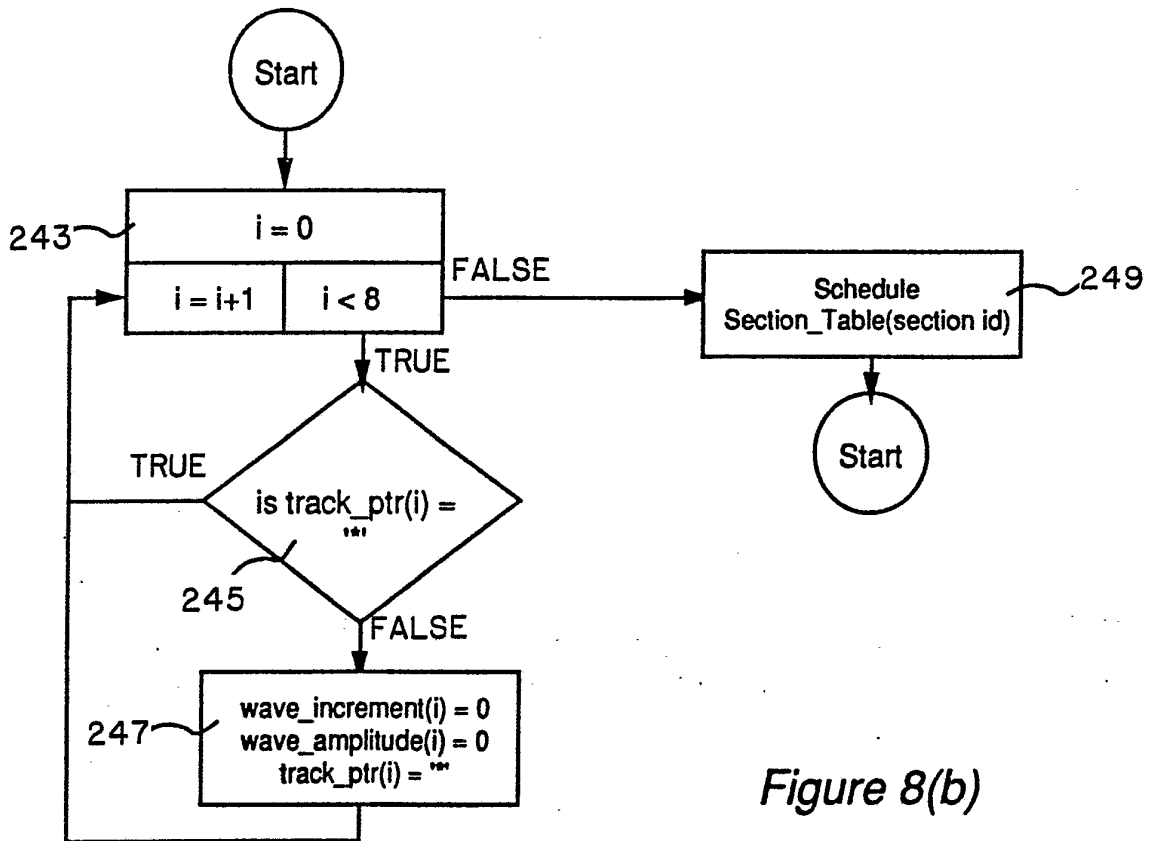 Start
243
i = 0
i = i+1
i < 8
FALSE
Schedule
Section_Table(section id)
249
TRUE
Start
TRUE
is track_ptr(i) =
'*'
245
FALSE
247
wave_increment(i) = 0
wave_amplitude(i) = 0
track_ptr(i) = '*'
Figure 8(b)